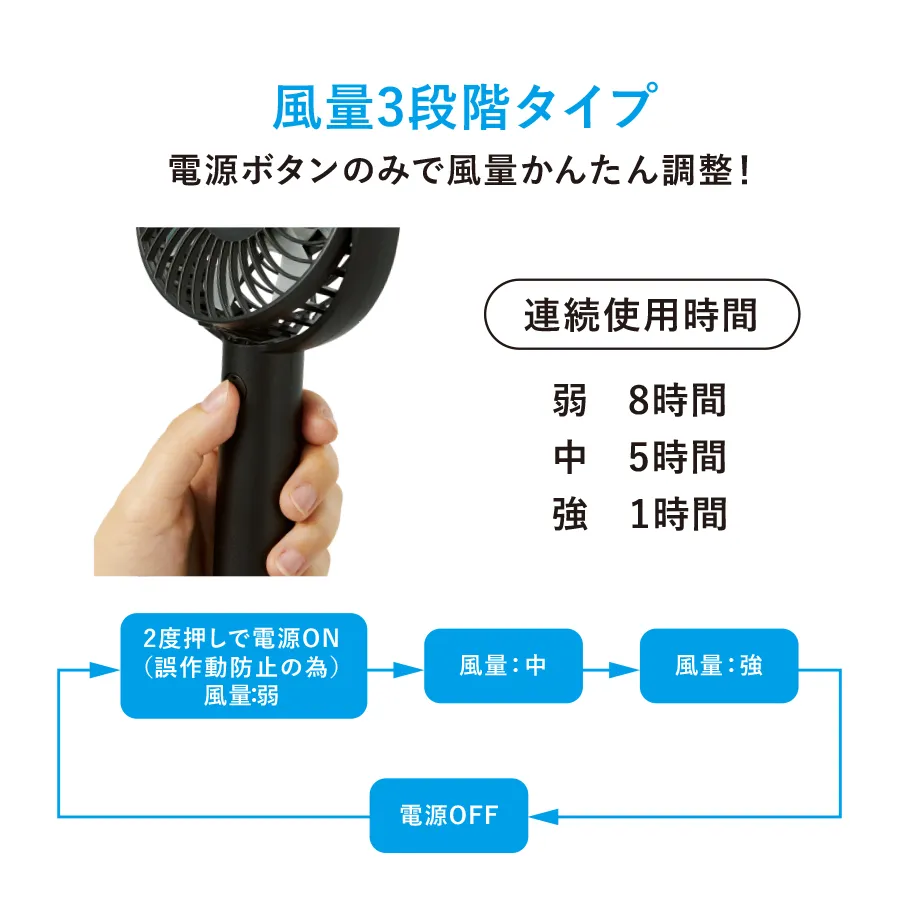 風量3段階タイプ
電源ボタンのみで風量かんたん調整！
連続使用時間
弱　8時間
中　5時間
強　1時間
2度押しで電源ON
（誤作動防止の為）
風量：弱
風量：中
風量：強
電源OFF